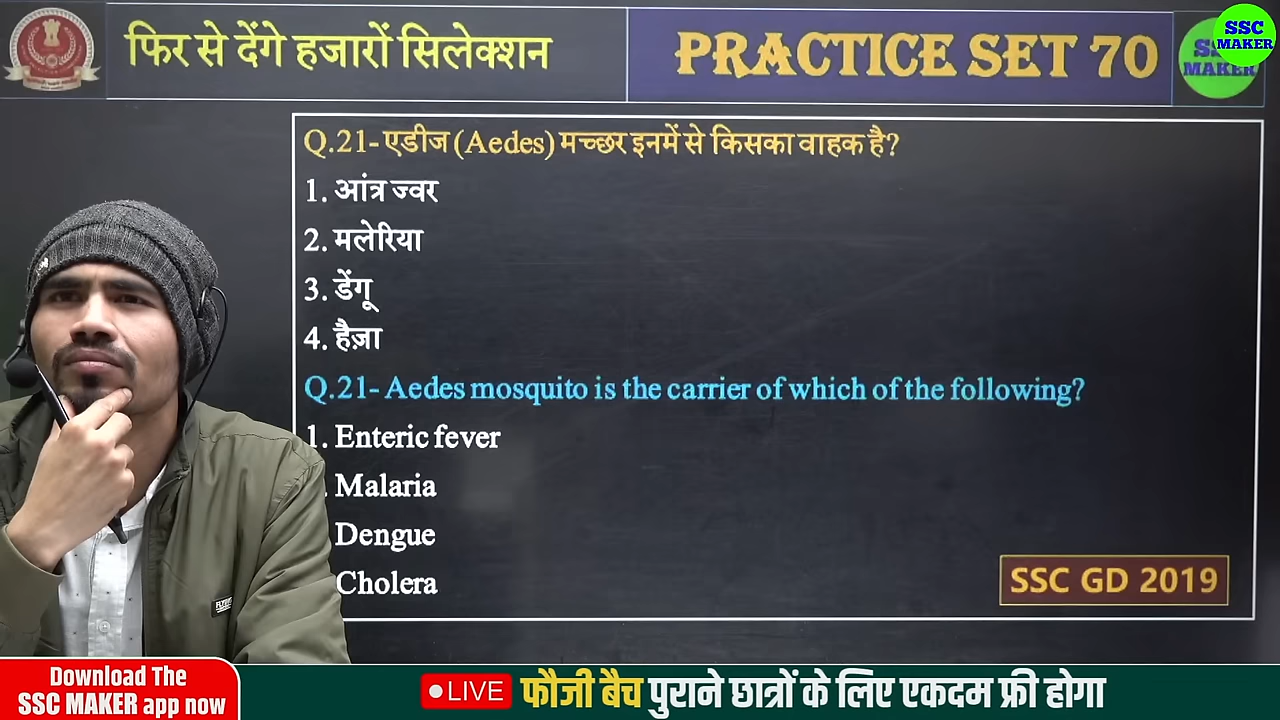 फिर से देंगे हजारों सिलेक्शन
PRACTICE SET 70
SSC
MAKER
MAKER
Q.21- एडीज (Aedes) मच्छर इनमें से किसका वाहक है?
1. आंत्र ज्वर
2. मलेरिया
3. डेंगू
4. हैज़ा
Q.21- Aedes mosquito is the carrier of which of the following?
1. Enteric fever
. Malaria
Dengue
Cholera
SSC GD 2019
Download The
SSC MAKER app now
LIVE
फौजी बैच पुराने छात्रों के लिए एकदम फ्री होगा